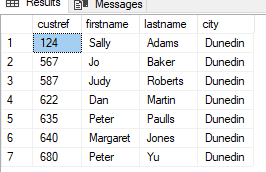 Results Messages
custref firstname lastname city
1 124 Sally Adams Dunedin
2 567 Jo Baker Dunedin
3 587 Judy Roberts Dunedin
4 622 Dan Martin Dunedin
5 635 Peter Paulls Dunedin
6 640 Margaret Jones Dunedin
7 680 Peter Yu Dunedin